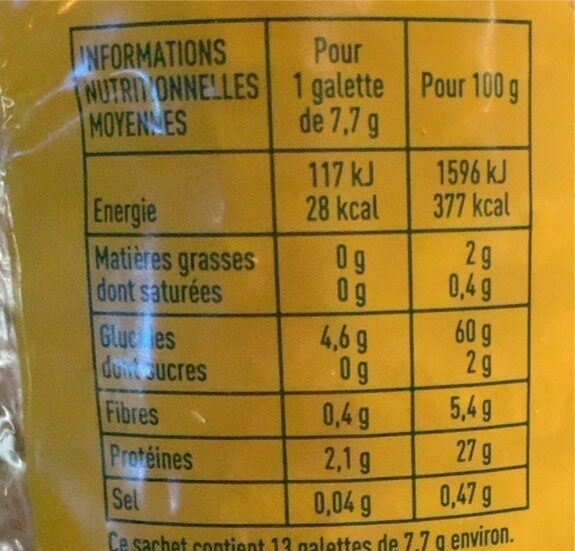 INFORMATIONS NUTRITIONNELLES MOYENNES
Pour 1 galette de 7,7 g
Pour 100 g
Energie 117 kJ 1596 kJ
28 kcal 377 kcal
Matières grasses 0 g 2 g
dont saturées 0 g 0,4 g
Glucides 4,6 g 60 g
dont sucres 0 g 2 g
Fibres 0,4 g 5,4 g
Protéines 2,1 g 27 g
Sel 0,04 g 0,47 g
Ce sachet contient 13 galettes de 7,7 g environ.